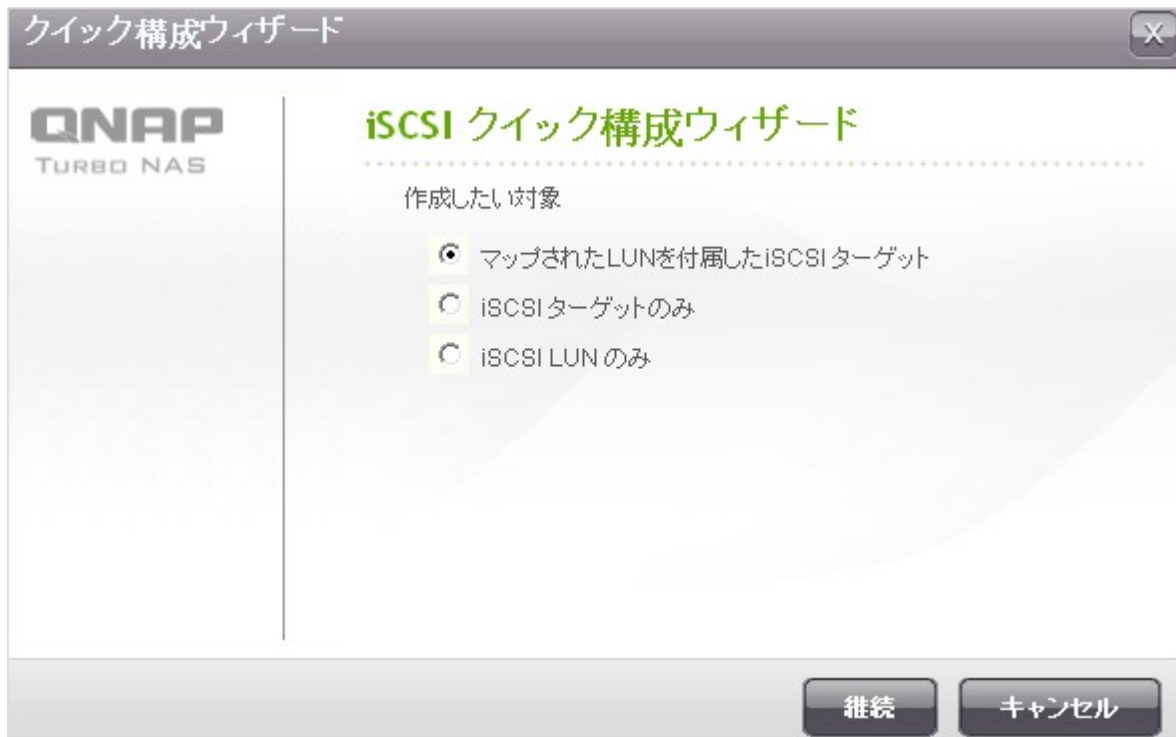 クイック構成ウィザード
X
QNAP
TURBO NAS
iSCSI クイック構成ウィザード
作成したい対象
マップされたLUNを付属したiSCSIターゲット
iSCSIターゲットのみ
iSCSI LUN のみ
継続
キャンセル